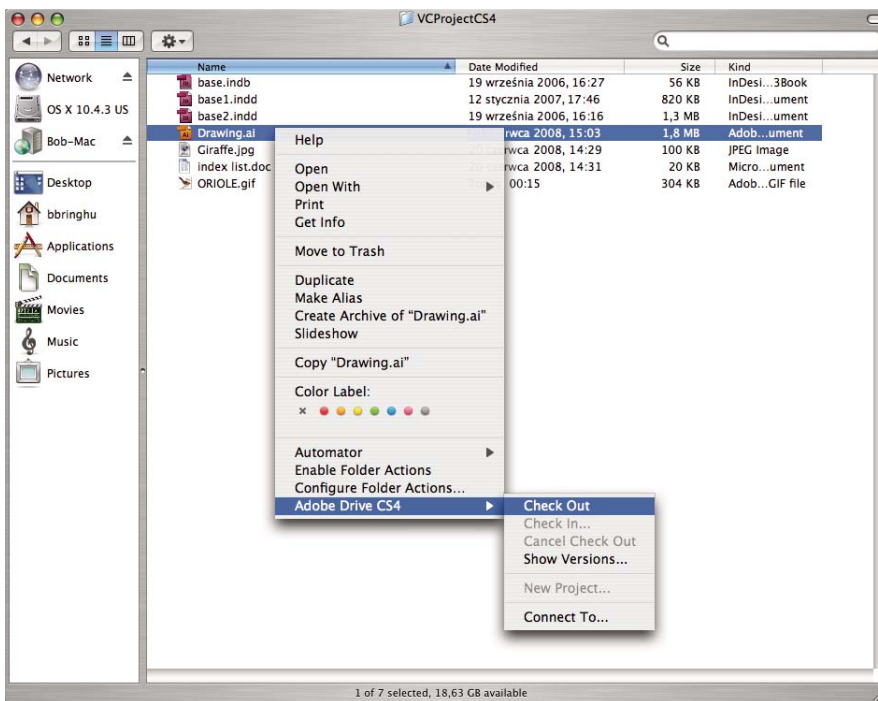 VCProjectCS4
Name Date Modified Size Kind
base.indb 19 września 2006, 16:27 56 KB InDesi...3Book
base1.indd 12 stycznia 2007, 17:46 820 KB InDesi...ument
base2.indd 19 września 2006, 16:16 1,3 MB InDesi...ument
Drawing.ai 2008, 15:03 1,8 MB Adob...ument
Giraffe.jpg 2008, 14:29 100 KB JPEG Image
index list.doc 2008, 14:31 20 KB Micro...ument
ORIOLE.gif 00:15 304 KB Adob...GIF file
Network
OS X 10.4.3 US
Bob-Mac
Desktop
bbringhu
Applications
Documents
Movies
Music
Pictures
Help
Open
Open With
Print
Get Info
Move to Trash
Duplicate
Make Alias
Create Archive of "Drawing.ai"
Slideshow
Copy "Drawing.ai"
Color Label:
Automator
Enable Folder Actions
Configure Folder Actions...
Adobe Drive CS4
Check Out
Check In...
Cancel Check Out
Show Versions...
New Project...
Connect To...
1 of 7 selected, 18,63 GB available